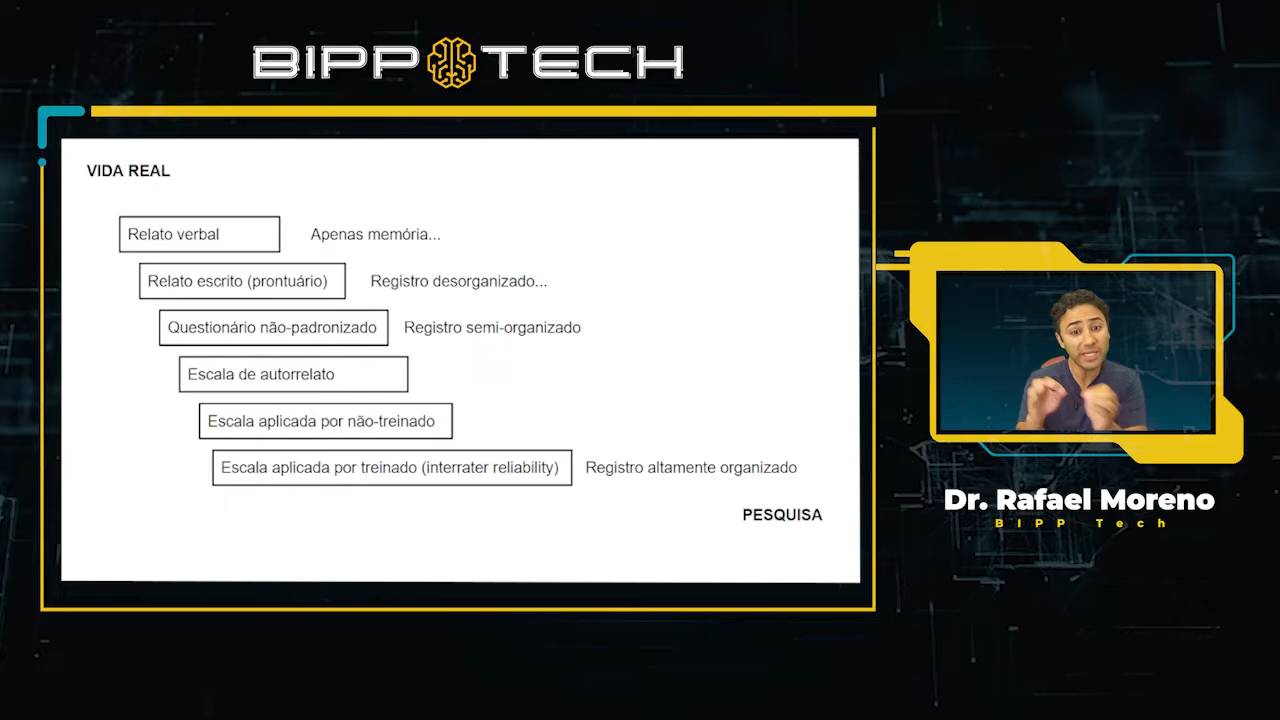 BIPP TECH
VIDA REAL
Relato verbal Apenas memória...
Relato escrito (prontuário) Registro desorganizado...
Questionário não-padronizado Registro semi-organizado
Escala de autorrelato
Escala aplicada por não-treinado
Escala aplicada por treinado (interrater reliability) Registro altamente organizado
PESQUISA
Dr. Rafael Moreno
BIPP Tech